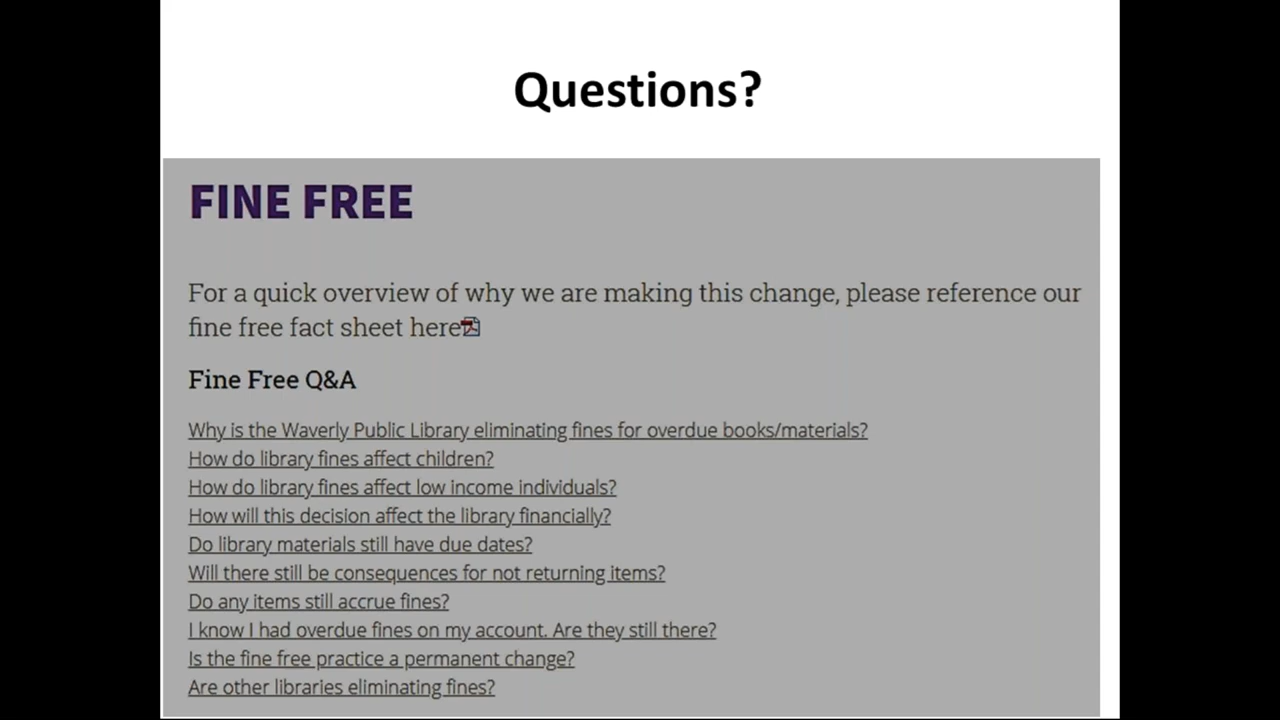 Questions?
FINE FREE
For a quick overview of why we are making this change, please reference our
fine free fact sheet here
Fine Free Q&A
Why is the Waverly Public Library eliminating fines for overdue books/materials?
How do library fines affect children?
How do library fines affect low income individuals?
How will this decision affect the library financially?
Do library materials still have due dates?
Will there still be consequences for not returning items?
Do any items still accrue fines?
I know I had overdue fines on my account. Are they still there?
Is the fine free practice a permanent change?
Are other libraries eliminating fines?